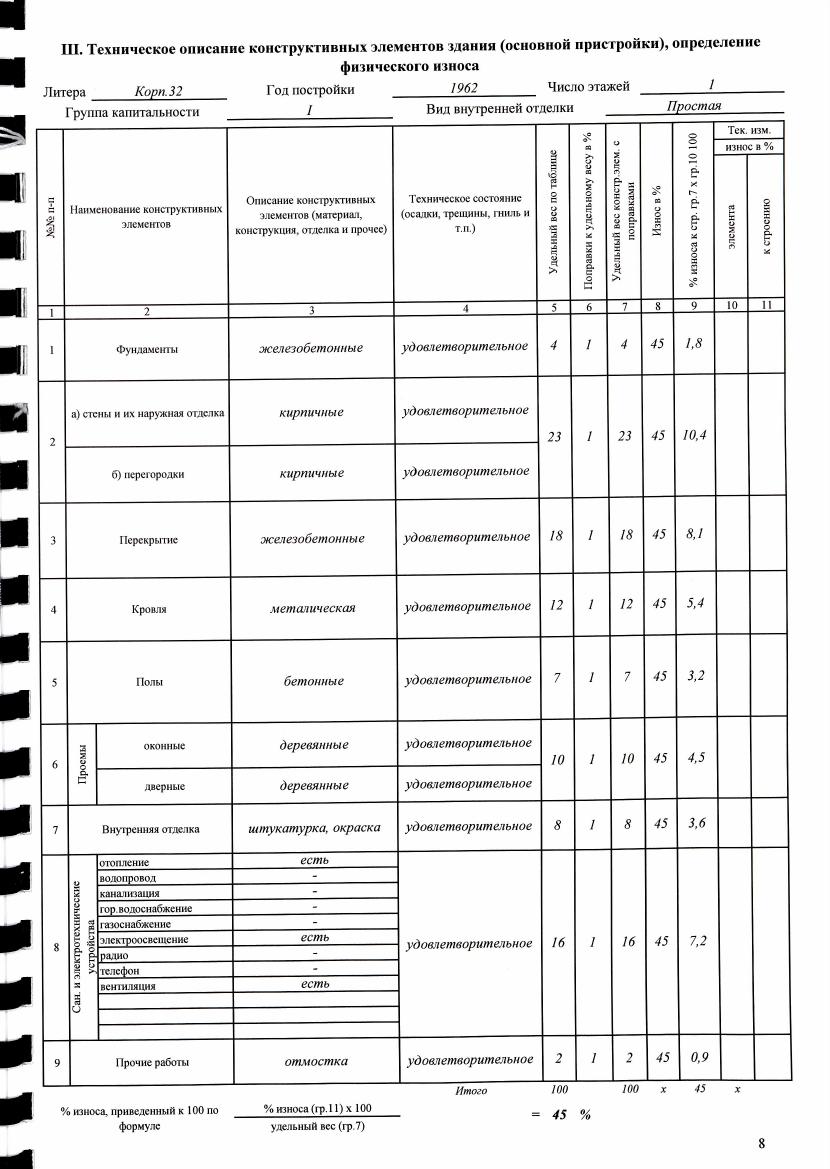 III. Техническое описание конструктивных элементов здания (основной пристройки), определение
физического износа
Литера Корп.32 Год постройки 1962 Число этажей 1
Группа капитальности I Вид внутренней отделки Простая
№№ п-п
Наименование конструктивных
элементов
Описание конструктивных
элементов (материал,
конструкция, отделка и прочее)
Техническое состояние
(осадки, трещины, гниль и
т.п.)
Удельный вес по таблице
Поправки к удельному весу в %
Удельный вес констр.элем. с
поправками
Износ в %
% износа к стр. гр.7 х гр.10 100
Тек. изм.
износ в %
элемента
к строению
1 2 3 4 5 6 7 8 9 10 11
1 Фундаменты железобетонные удовлетворительное 4 1 4 45 1,8
2
а) стены и их наружная отделка кирпичные удовлетворительное
23 1 23 45 10,4
б) перегородки кирпичные удовлетворительное
3 Перекрытие железобетонные удовлетворительное 18 1 18 45 8,1
4 Кровля металическая удовлетворительное 12 1 12 45 5,4
5 Полы бетонные удовлетворительное 7 1 7 45 3,2
6 Проемы
оконные деревянные удовлетворительное
10 1 10 45 4,5
дверные деревянные удовлетворительное
7 Внутренняя отделка штукатурка, окраска удовлетворительное 8 1 8 45 3,6
8
Сан. и электротехнические
устройства
отопление есть
водопровод -
канализация -
гор.водоснабжение -
газоснабжение -
электроосвещение есть
радио -
телефон -
вентиляция есть
удовлетворительное 16 1 16 45 7,2
9 Прочие работы отмостка удовлетворительное 2 1 2 45 0,9
Итого 100 100 х 45 х
% износа, приведенный к 100 по
формуле
% износа (гр.11) х 100
удельный вес (гр.7)
= 45 %
8